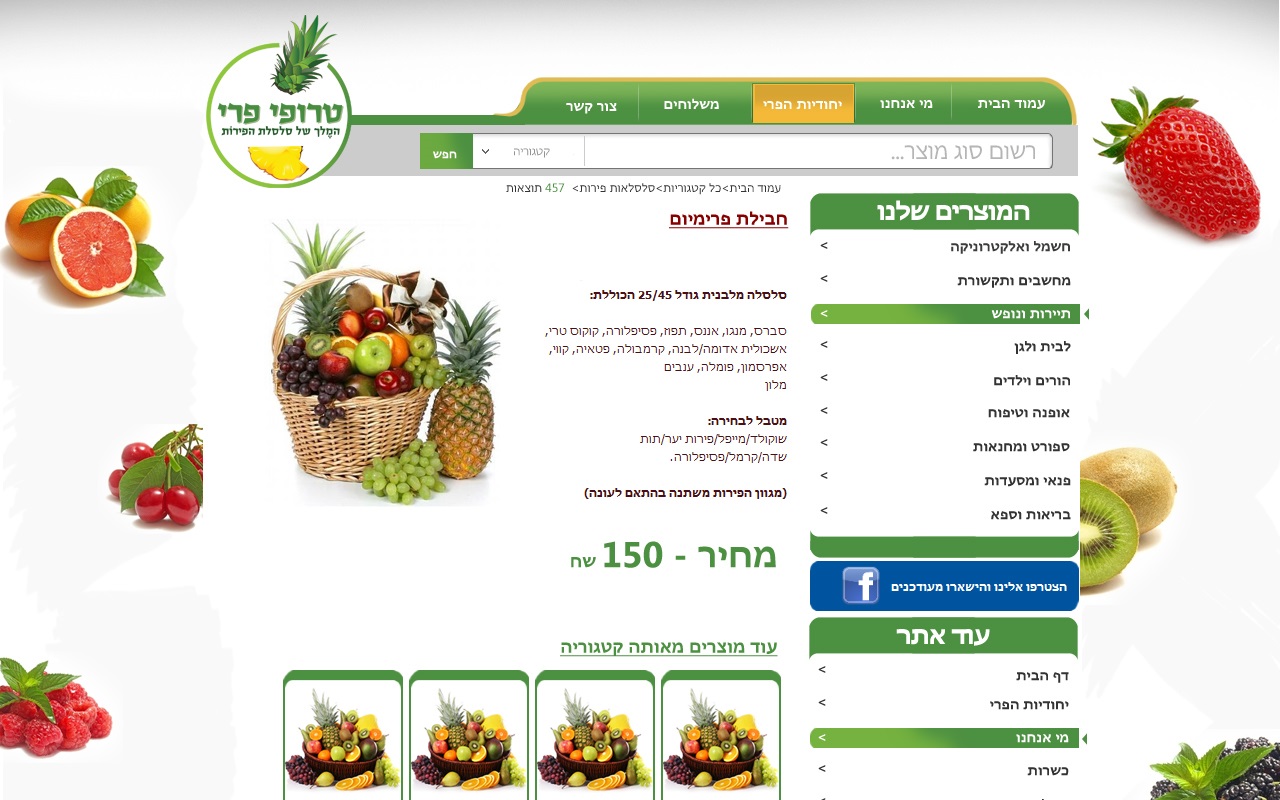 טרופי פרי
המֶלך של סלסלת הפירוֹת
עמוד הבית
מי אנחנו
יחודיות הפרי
משלוחים
צור קשר
רשום סוג מוצר...
קטגוריה
חפש
עמוד הבית>כל קטגוריות>סלסלאות פירות> 457 תוצאות
המוצרים שלנו
חשמל ואלקטרוניקה >
מחשבים ותקשורת >
תיירות ונופש >
לבית ולגן >
הורים וילדים >
אופנה וטיפוח >
ספורט ומחנאות >
פנאי ומסעדות >
בריאות וספא >
הצטרפו אלינו והישארו מעודכנים
f
עוד אתר
דף הבית >
יחודיות הפרי >
מי אנחנו >
כשרות >
חבילת פרימיום
סלסלה מלבנית גודל 25/45 הכוללת:
סברס, מנגו, אננס, תפוז, פסיפלורה, קוקוס טרי,
אשכולית אדומה/לבנה, קרמבולה, פטאיה, קווי,
אפרסמון, פומלה, ענבים
מלון
מטבל לבחירה:
שוקולד/מייפל/פירות יער/תות
שדה/קרמל/פסיפלורה.
(מגוון הפירות משתנה בהתאם לעונה)
מחיר - 150 שח
עוד מוצרים מאותה קטגוריה